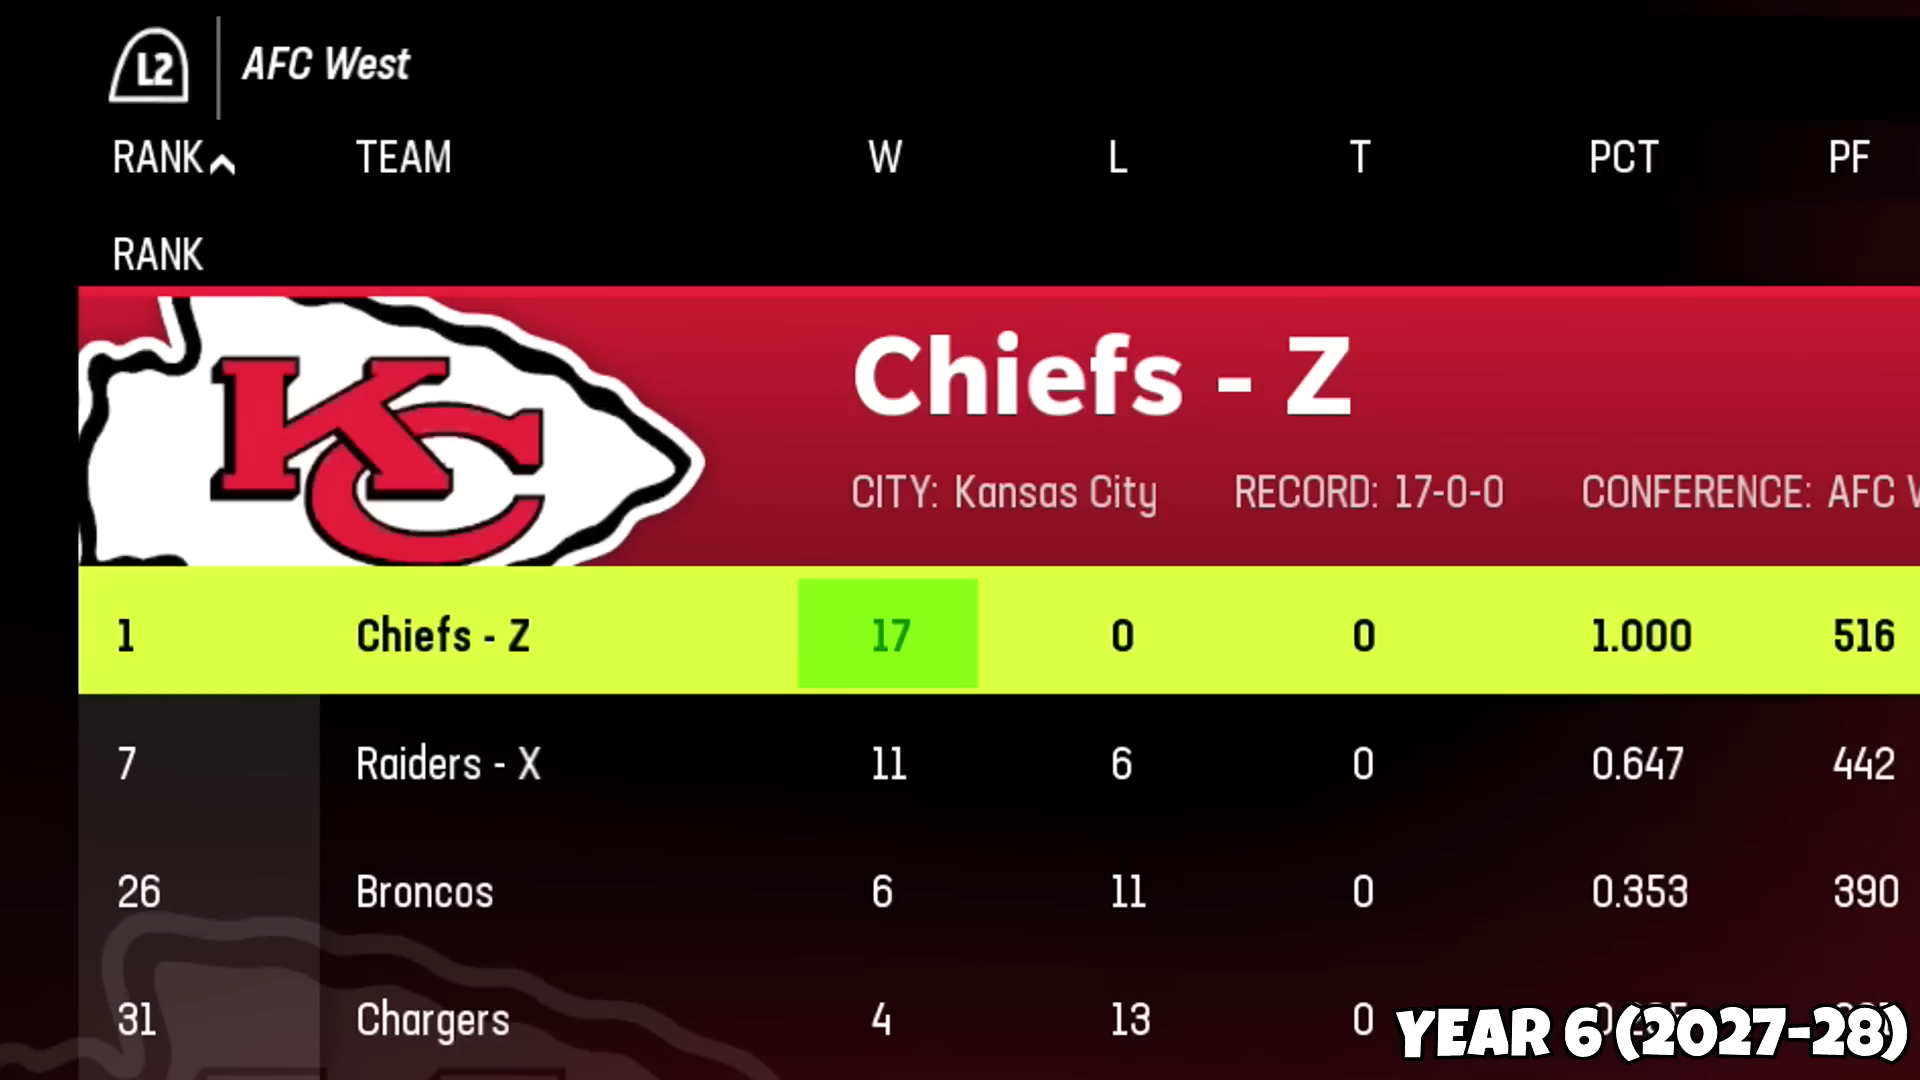 L2 AFC West
RANK TEAM W L T PCT PF
RANK
KC
Chiefs - Z
CITY: Kansas City RECORD: 17-0-0 CONFERENCE: AFC
1 Chiefs - Z 17 0 0 1.000 516
7 Raiders - X 11 6 0 0.647 442
26 Broncos 6 11 0 0.353 390
31 Chargers 4 13 0
YEAR 6 (2027-28)